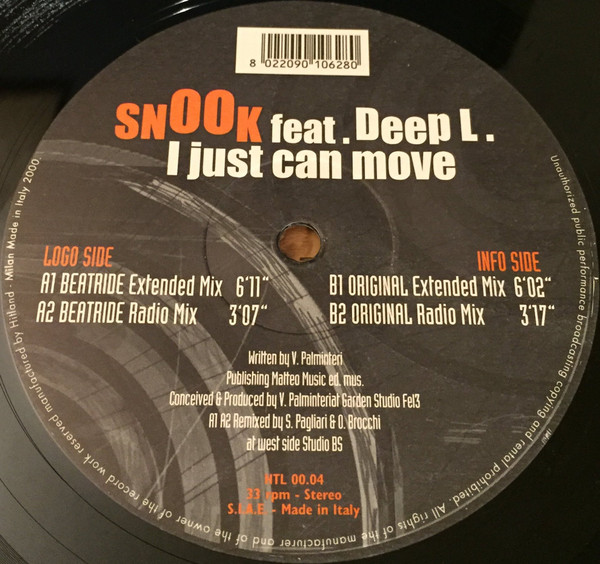 8 022090 106280
SNOOK feat . Deep L .
I just can move
LOGO SIDE
A1 BEATRIDE Extended Mix 6'11"
A2 BEATRIDE Radio Mix 3'07"
INFO SIDE
B1 ORIGINAL Extended Mix 6'02"
B2 ORIGINAL Radio Mix 3'17"
Written by V. Palminteri
Publishing Matteo Music ed. mus.
Conceived & Produced by V. Palminterial Garden Studio Fe13
A1 A2 Remixed by S. Pagliari & O. Brocchi
at west side Studio BS
HTL 00.04
33 rpm - Stereo
S.I.A.E - Made in Italy
Unauthorized public performance broadcasting copying and rental prohibited. All rights of the manufacturer and of the owner of the record work reserved manufactured by Hitland - Milan Made in Italy 2000.